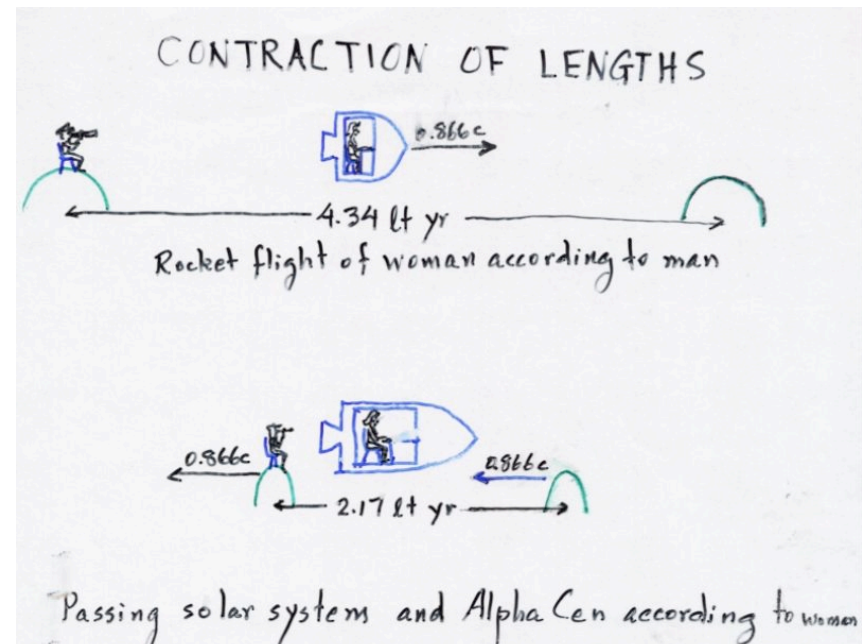 CONTRACTION OF LENGTHS
0.866c
4.34 lt yr
Rocket flight of woman according to man
0.866c
0.866c
2.17 lt yr
Passing solar system and Alpha Cen according to woman